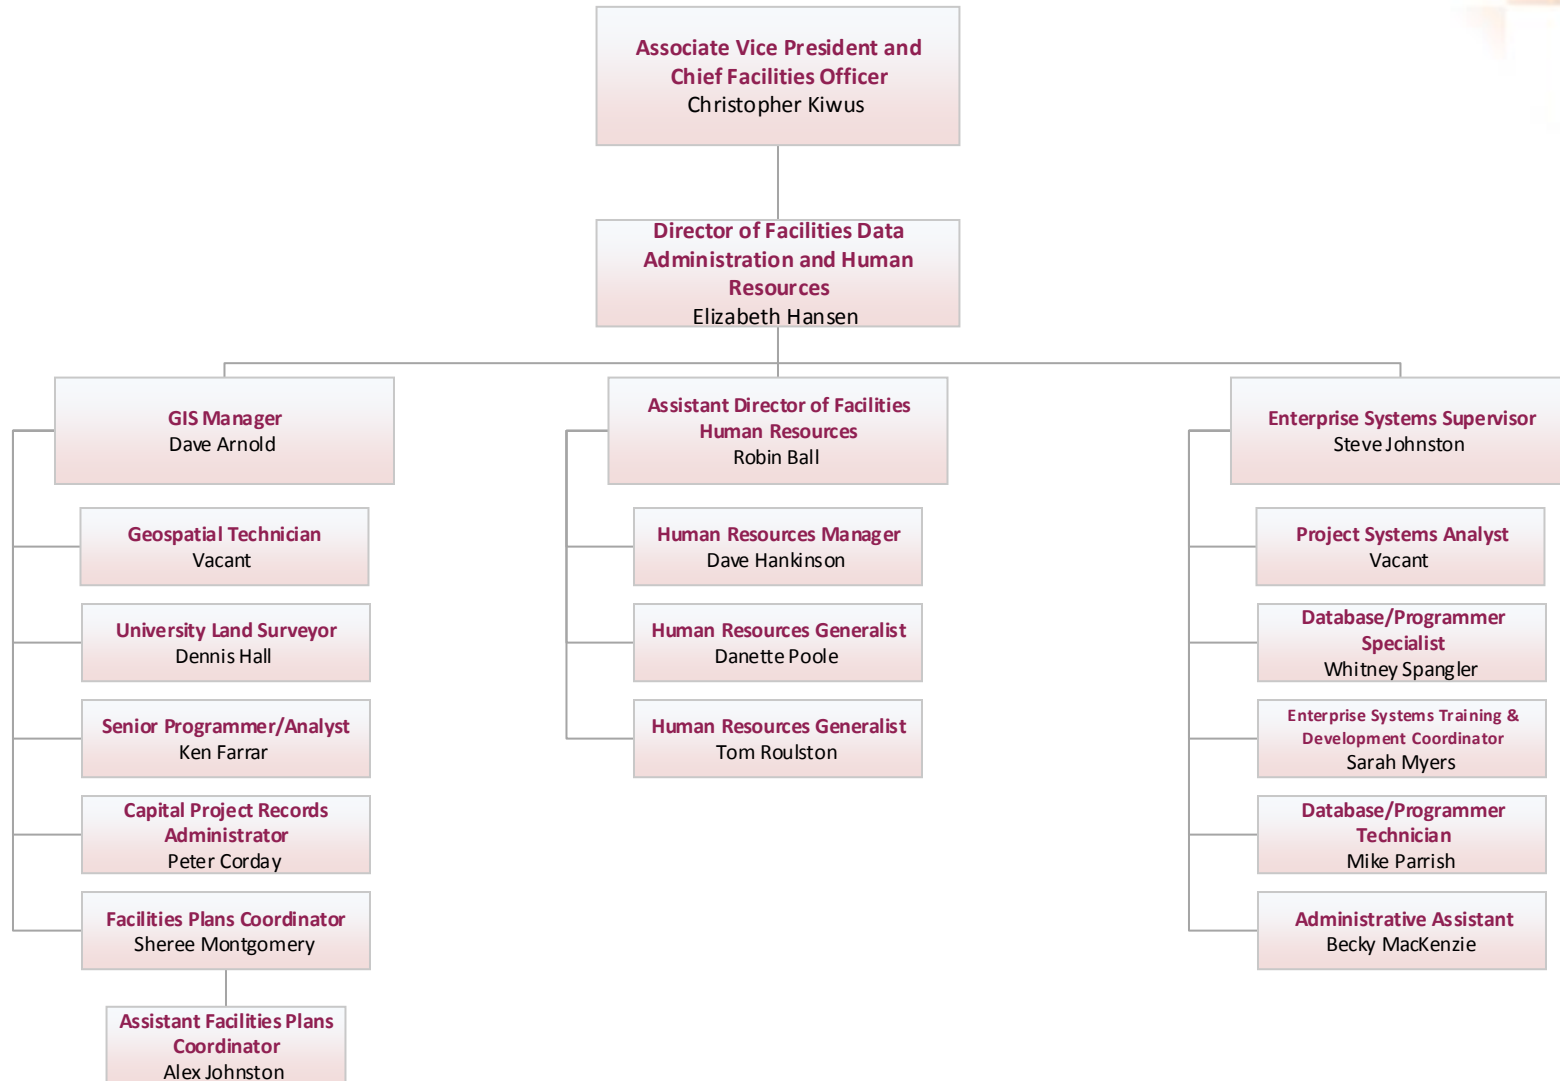 Associate Vice President and
Chief Facilities Officer
Christopher Kiwus
Director of Facilities Data
Administration and Human
Resources
Elizabeth Hansen
GIS Manager
Dave Arnold
Geospatial Technician
Vacant
University Land Surveyor
Dennis Hall
Senior Programmer/Analyst
Ken Farrar
Capital Project Records
Administrator
Peter Corday
Facilities Plans Coordinator
Sheree Montgomery
Assistant Facilities Plans
Coordinator
Alex Johnston
Assistant Director of Facilities
Human Resources
Robin Ball
Human Resources Manager
Dave Hankinson
Human Resources Generalist
Danette Poole
Human Resources Generalist
Tom Roulston
Enterprise Systems Supervisor
Steve Johnston
Project Systems Analyst
Vacant
Database/Programmer
Specialist
Whitney Spangler
Enterprise Systems Training &
Development Coordinator
Sarah Myers
Database/Programmer
Technician
Mike Parrish
Administrative Assistant
Becky MacKenzie